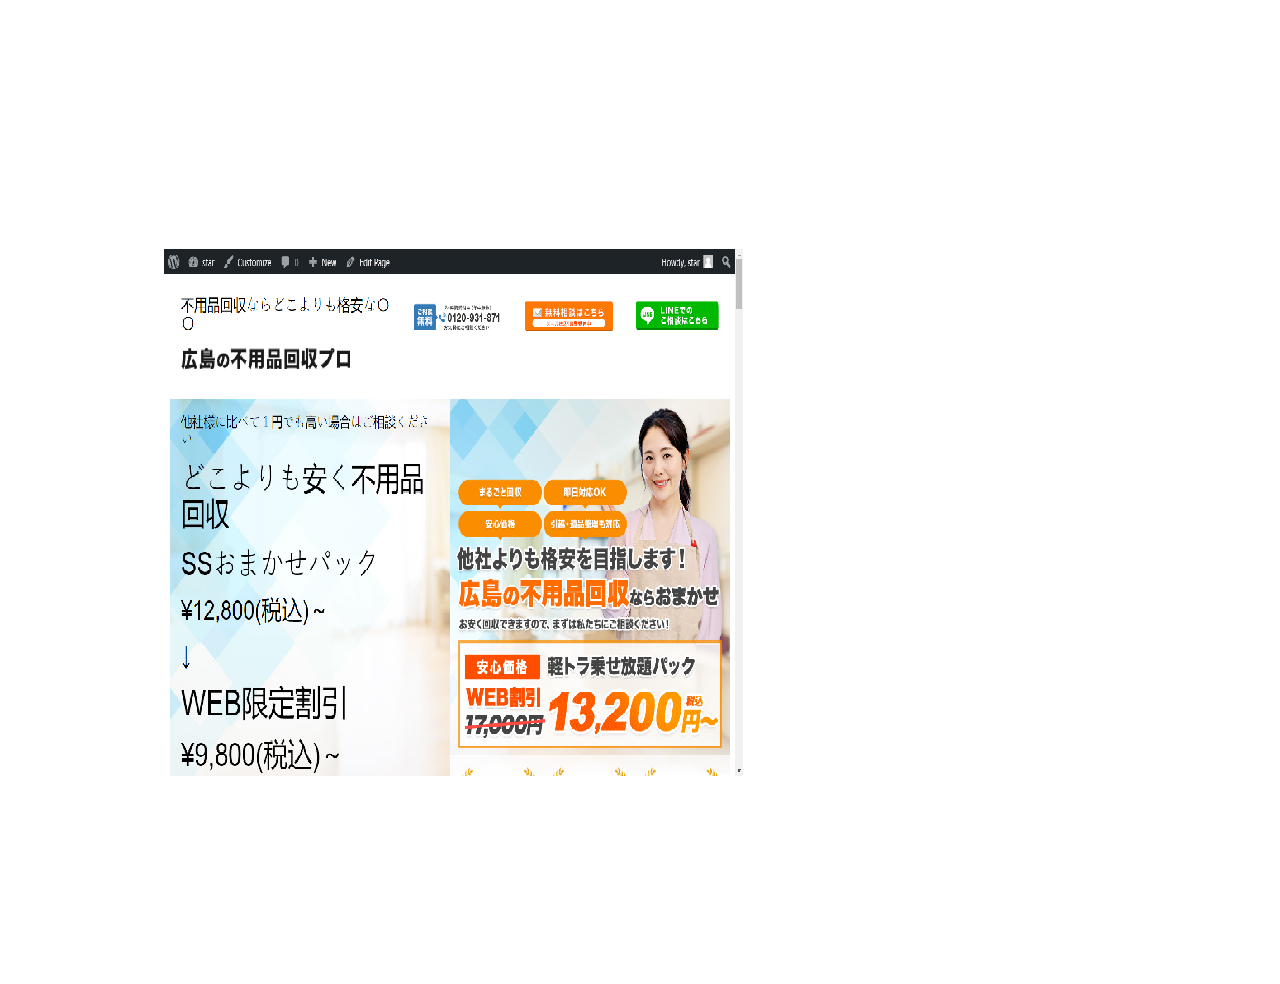 star
Customize
0
New
Edit Page
Howdy, star
不用品回収ならどこよりも格安な〇
〇
広島の不用品回収プロ
ご相談
無料
0120-931-871
無料相談はこちら
LINEでの
ご相談はこちら
LINE
他社様に比べて１円でも高い場合はご相談くださ
い
どこよりも安く不用品
回収
SSおまかせパック
¥12,800(税込)～
↓
WEB限定割引
¥9,800(税込)～
まるごと回収
即日対応OK
安心価格
引越・遺品整理も対応
他社よりも格安を目指します！
広島の不用品回収ならおまかせ
お安く回収できますので、まずは私たちにご相談ください！
安心価格
軽トラ乗せ放題パック
WEB割引
17,000円
13,200円～
税込